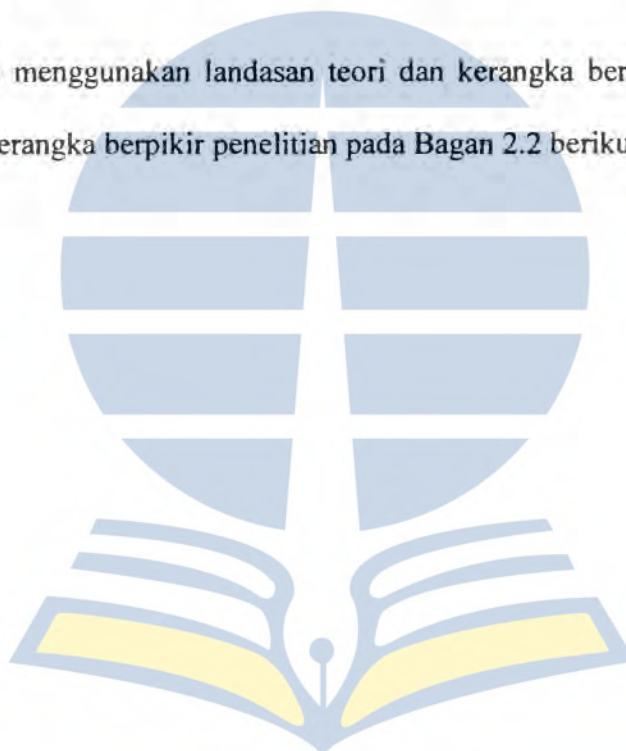 menggunakan landasan teori dan kerangka ber
erangka berpikir penelitian pada Bagan 2.2 beriku